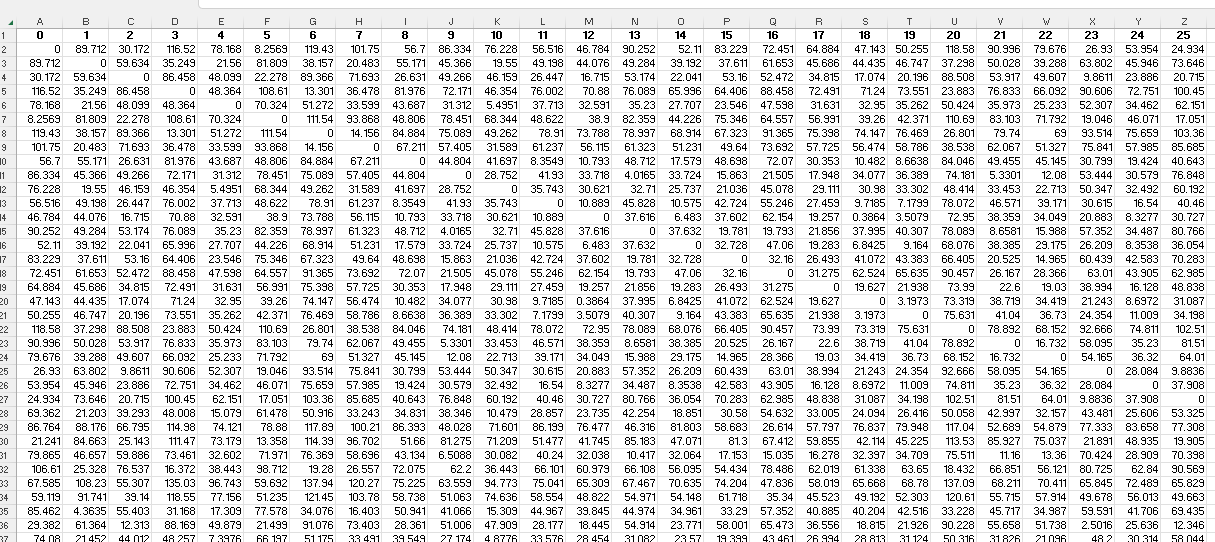 A B C D E F G H I J K L M N O P Q R S T U V W X Y Z
1 0 1 2 3 4 5 6 7 8 9 10 11 12 13 14 15 16 17 18 19 20 21 22 23 24 25
2 0 89.712 30.172 116.52 78.168 8.2569 119.43 101.75 56.7 86.334 76.228 56.516 46.784 90.252 52.11 83.229 72.451 64.884 47.143 50.255 118.58 90.996 79.676 26.93 53.954 24.934
3 89.712 0 59.634 35.249 21.56 81.809 38.157 20.483 55.171 45.366 19.55 49.198 44.076 49.284 39.192 37.611 61.653 45.686 44.435 46.747 37.298 50.028 39.288 63.802 45.946 73.646
4 30.172 59.634 0 86.458 48.099 22.278 89.366 71.693 26.631 49.266 46.159 26.447 16.715 53.174 22.041 53.16 52.472 34.815 17.074 20.196 88.508 53.917 49.607 9.8611 23.886 20.715
5 116.52 35.249 86.458 0 48.364 108.61 13.301 36.478 81.976 72.171 46.354 76.002 70.88 76.089 65.996 64.406 88.458 72.491 71.24 73.551 23.883 76.833 66.092 90.606 72.751 100.45
6 78.168 21.56 48.099 48.364 0 70.324 51.272 33.599 43.687 31.312 5.4951 37.713 32.591 35.23 27.707 23.546 47.598 31.631 32.95 35.262 50.424 35.973 25.233 52.307 34.462 62.151
7 8.2569 81.809 22.278 108.61 70.324 0 111.54 93.868 48.806 78.451 68.344 48.622 38.9 82.359 44.226 75.346 64.557 56.991 39.26 42.371 110.69 83.103 71.792 19.046 46.071 17.051
8 119.43 38.157 89.366 13.301 51.272 111.54 0 14.156 84.884 75.089 49.262 78.91 73.788 78.997 68.914 67.323 91.365 75.398 74.147 76.469 26.801 79.74 69 93.514 75.659 103.36
9 101.75 20.483 71.693 36.478 33.599 93.868 14.156 0 67.211 57.405 31.589 61.237 56.115 61.323 51.231 49.64 73.692 57.725 56.474 58.786 38.538 62.067 51.327 75.841 57.985 85.685
10 56.7 55.171 26.631 81.976 43.687 48.806 84.884 67.211 0 44.804 41.697 8.3549 10.793 48.712 17.579 48.698 72.07 30.353 10.482 8.6638 84.046 49.455 45.145 30.799 19.424 40.643
11 86.334 45.366 49.266 72.171 31.312 78.451 75.089 57.405 44.804 0 28.752 41.93 33.718 4.0165 33.724 15.863 21.505 17.948 34.077 36.389 74.181 5.3301 12.08 53.444 30.579 76.848
12 76.228 19.55 46.159 46.354 5.4951 68.344 49.262 31.589 41.697 28.752 0 35.743 30.621 32.71 25.737 21.036 45.078 29.111 30.98 33.302 48.414 33.453 22.713 50.347 32.492 60.192
13 56.516 49.198 26.447 76.002 37.713 48.622 78.91 61.237 8.3549 41.93 35.743 0 10.889 45.828 10.575 42.724 55.246 27.459 9.7185 7.1799 78.072 46.571 39.171 30.615 16.54 40.46
14 46.784 44.076 16.715 70.88 32.591 38.9 73.788 56.115 10.793 33.718 30.621 10.889 0 37.616 6.483 37.602 62.154 19.257 0.3864 3.5079 72.95 38.359 34.049 20.883 8.3277 30.727
15 90.252 49.284 53.174 76.089 35.23 82.359 78.997 61.323 48.712 4.0165 32.71 45.828 37.616 0 37.632 19.781 19.793 21.856 37.995 40.307 78.089 8.6581 15.988 57.352 34.487 80.766
16 52.11 39.192 22.041 65.996 27.707 44.226 68.914 51.231 17.579 33.724 25.737 10.575 6.483 37.632 0 32.728 47.06 19.283 6.8425 9.164 68.076 38.385 29.175 26.209 8.3538 36.054
17 83.229 37.611 53.16 64.406 23.546 75.346 67.323 49.64 48.698 15.863 21.036 42.724 37.602 19.781 32.728 0 32.16 26.493 41.072 43.383 66.405 20.525 14.965 60.439 42.583 70.283
18 72.451 61.653 52.472 88.458 47.598 64.557 91.365 73.692 72.07 21.505 45.078 55.246 62.154 19.793 47.06 32.16 0 31.275 62.524 65.635 90.457 26.167 28.366 63.01 43.905 62.985
19 64.884 45.686 34.815 72.491 31.631 56.991 75.398 57.725 30.353 17.948 29.111 27.459 19.257 21.856 19.283 26.493 31.275 0 19.627 21.938 73.99 22.6 19.03 38.994 16.128 48.838
20 47.143 44.435 17.074 71.24 32.95 39.26 74.147 56.474 10.482 34.077 30.98 9.7185 0.3864 37.995 6.8425 41.072 62.524 19.627 0 3.1973 73.319 38.719 34.419 21.243 8.6972 31.087
21 50.255 46.747 20.196 73.551 35.262 42.371 76.469 58.786 8.6638 36.389 33.302 7.1799 3.5079 40.307 9.164 43.383 65.635 21.938 3.1973 0 75.631 41.04 36.73 24.354 11.009 34.198
22 118.58 37.298 88.508 23.883 50.424 110.69 26.801 38.538 84.046 74.181 48.414 78.072 72.95 78.089 68.076 66.405 90.457 73.99 73.319 75.631 0 78.892 68.152 92.666 74.811 102.51
23 90.996 50.028 53.917 76.833 35.973 83.103 79.74 62.067 49.455 5.3301 33.453 46.571 38.359 8.6581 38.385 20.525 26.167 22.6 38.719 41.04 78.892 0 16.732 58.095 35.23 81.51
24 79.676 39.288 49.607 66.092 25.233 71.792 69 51.327 45.145 12.08 22.713 39.171 34.049 15.988 29.175 14.965 28.366 19.03 34.419 36.73 68.152 16.732 0 54.165 36.32 64.01
25 26.93 63.802 9.8611 90.606 52.307 19.046 93.514 75.841 30.799 53.444 50.347 30.615 20.883 57.352 26.209 60.439 63.01 38.994 21.243 24.354 92.666 58.095 54.165 0 28.084 9.8836
26 53.954 45.946 23.886 72.751 34.462 46.071 75.659 57.985 19.424 30.579 32.492 16.54 8.3277 34.487 8.3538 42.583 43.905 16.128 8.6972 11.009 74.811 35.23 36.32 28.084 0 37.908
27 24.934 73.646 20.715 100.45 62.151 17.051 103.36 85.685 40.643 76.848 60.192 40.46 30.727 80.766 36.054 70.283 62.985 48.838 31.087 34.198 102.51 81.51 64.01 9.8836 37.908 0
28 69.362 21.203 39.293 48.008 15.079 61.478 50.916 33.243 34.831 38.346 10.479 28.857 23.735 42.254 18.851 30.58 54.632 33.005 24.094 26.416 50.058 42.997 32.157 43.481 25.606 53.325
29 86.764 88.176 66.795 114.98 74.121 78.88 117.89 100.21 86.393 48.028 71.601 86.199 76.477 46.316 81.803 58.683 26.614 57.797 76.837 79.948 117.04 52.689 54.879 77.333 83.658 77.308
30 21.241 84.663 25.143 111.47 73.179 13.358 114.39 96.702 51.66 81.275 71.209 51.477 41.745 85.183 47.071 81.3 67.412 59.855 42.114 45.225 113.53 85.927 75.037 21.891 48.935 19.905
31 79.865 46.657 59.886 73.461 32.602 71.971 76.369 58.696 43.134 6.5088 30.082 40.24 32.038 10.417 32.064 17.153 15.035 16.278 32.397 34.709 75.511 11.16 13.36 70.424 28.909 70.398
32 106.61 25.328 76.537 16.372 38.443 98.712 19.28 26.557 72.075 62.2 36.443 66.101 60.979 66.108 56.095 54.434 78.486 62.019 61.338 63.65 18.432 66.851 56.121 80.725 62.84 90.569
33 67.585 108.23 55.307 135.03 96.743 59.692 137.94 120.27 75.225 63.559 94.773 75.041 65.309 67.467 70.635 74.204 47.836 58.019 65.668 68.78 137.09 68.211 70.411 65.845 72.489 65.829
34 59.119 91.741 39.14 118.55 77.156 51.235 121.45 103.78 58.738 51.063 74.636 58.554 48.822 54.971 54.148 61.718 35.34 45.523 49.192 52.303 120.61 55.715 57.914 49.678 56.013 49.663
35 85.462 4.3635 55.403 31.168 17.309 77.578 34.076 16.403 50.941 41.066 15.309 44.967 39.845 44.974 34.961 33.29 57.352 40.885 40.204 42.516 33.228 45.717 34.987 59.591 41.706 69.435
36 29.382 61.364 12.313 88.169 49.879 21.499 91.076 73.403 28.361 51.006 47.909 28.177 18.445 54.914 23.771 58.001 65.473 36.556 18.815 21.926 90.228 55.658 51.738 2.5016 25.636 12.346
37 74.08 21.452 44.012 48.257 7.3976 66.197 51.175 33.491 39.549 27.174 4.8776 33.576 28.454 31.082 23.57 19.399 43.461 26.994 28.813 31.124 50.316 31.826 21.096 48.2 30.314 58.044